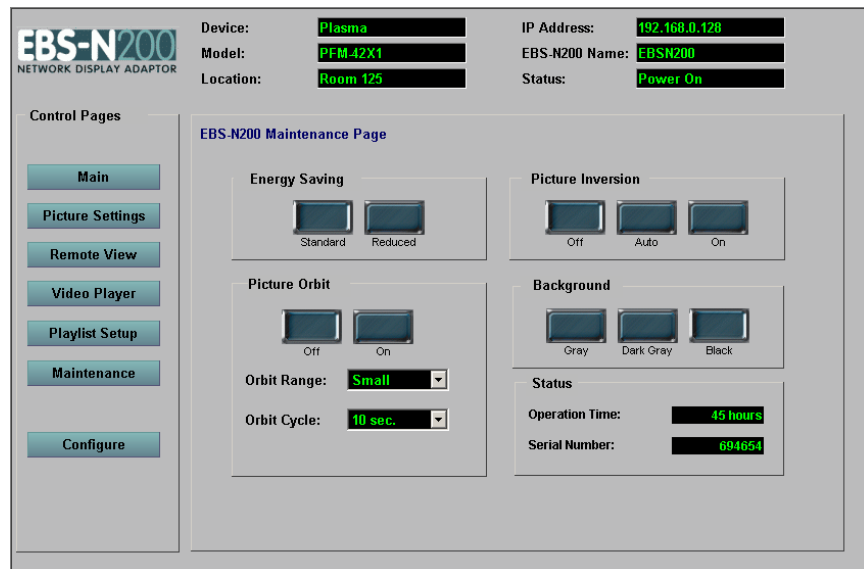 EBS-N200
NETWORK DISPLAY ADAPTOR
Device: Plasma
IP Address: 192.168.0.128
Model: PFM-42X1
EBS-N200 Name: EBSN200
Location: Room 125
Status: Power On
Control Pages
Main
Picture Settings
Remote View
Video Player
Playlist Setup
Maintenance
Configure
EBS-N200 Maintenance Page
Energy Saving
Standard Reduced
Picture Inversion
Off Auto On
Picture Orbit
Off On
Orbit Range: Small
Orbit Cycle: 10 sec.
Background
Gray Dark Gray Black
Status
Operation Time: 45 hours
Serial Number: 694654